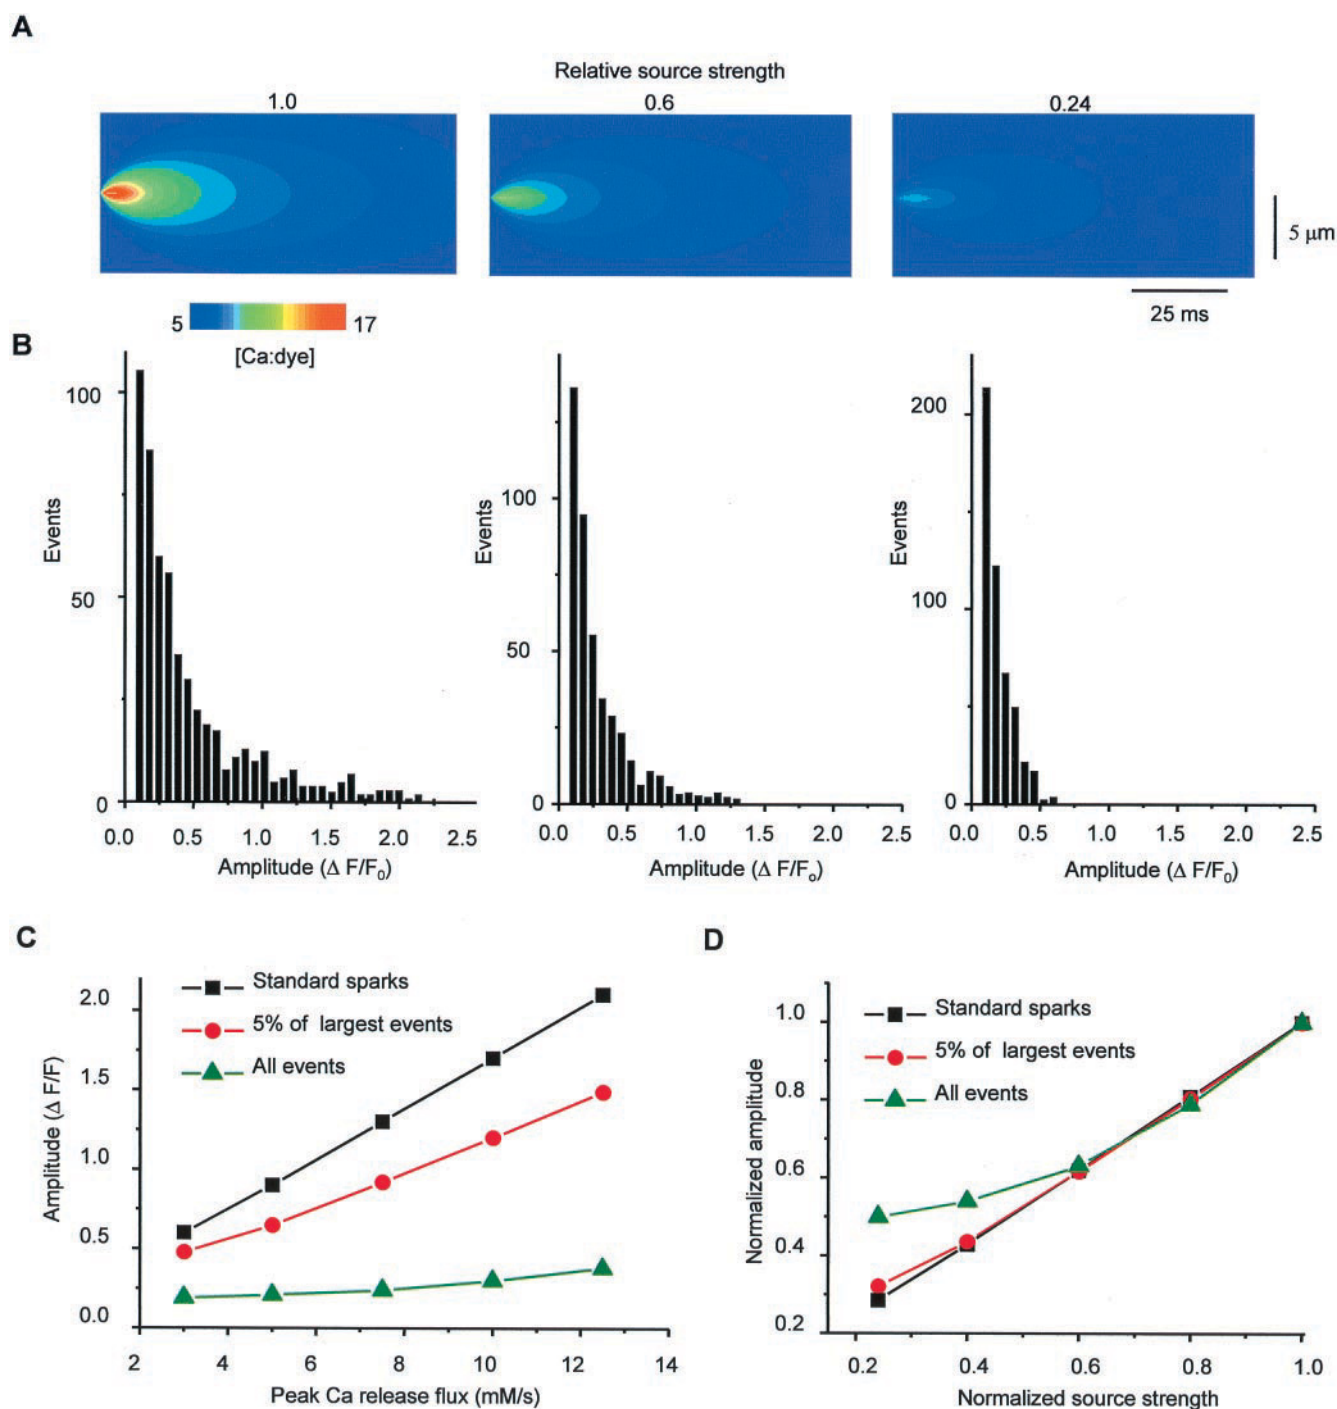 A
Relative source strength
1.0 0.6 0.24
5 μm
25 ms
5 17
[Ca:dye]
B
100
50
0
Events
0.0 0.5 1.0 1.5 2.0 2.5
Amplitude (Δ F/F0)
100
50
0
Events
0.0 0.5 1.0 1.5 2.0 2.5
Amplitude (Δ F/Fo)
200
100
0
Events
0.0 0.5 1.0 1.5 2.0 2.5
Amplitude (Δ F/F0)
C
Standard sparks
5% of largest events
All events
2.0
1.5
1.0
0.5
0.0
Amplitude (Δ F/F)
2 4 6 8 10 12 14
Peak Ca release flux (mM/s)
D
Standard sparks
5% of largest events
All events
1.0
0.8
0.6
0.4
0.2
Normalized amplitude
0.2 0.4 0.6 0.8 1.0
Normalized source strength